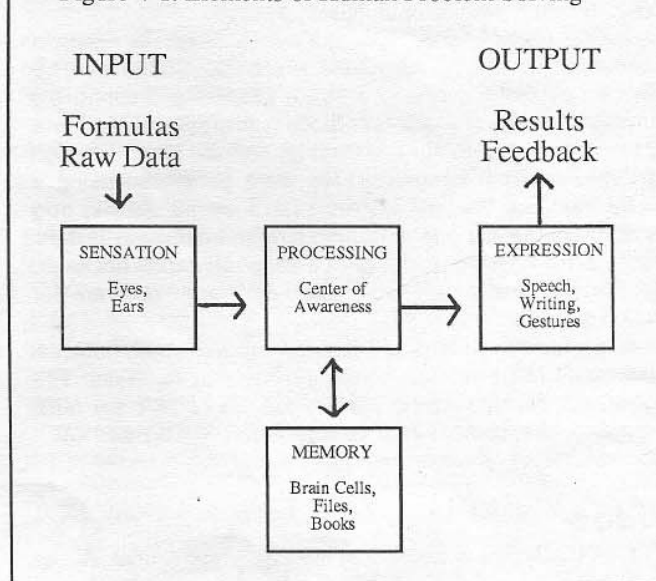 INPUT
OUTPUT
Formulas
Raw Data
Results
Feedback
SENSATION
Eyes,
Ears
PROCESSING
Center of
Awareness
EXPRESSION
Speech,
Writing,
Gestures
MEMORY
Brain Cells,
Files,
Books